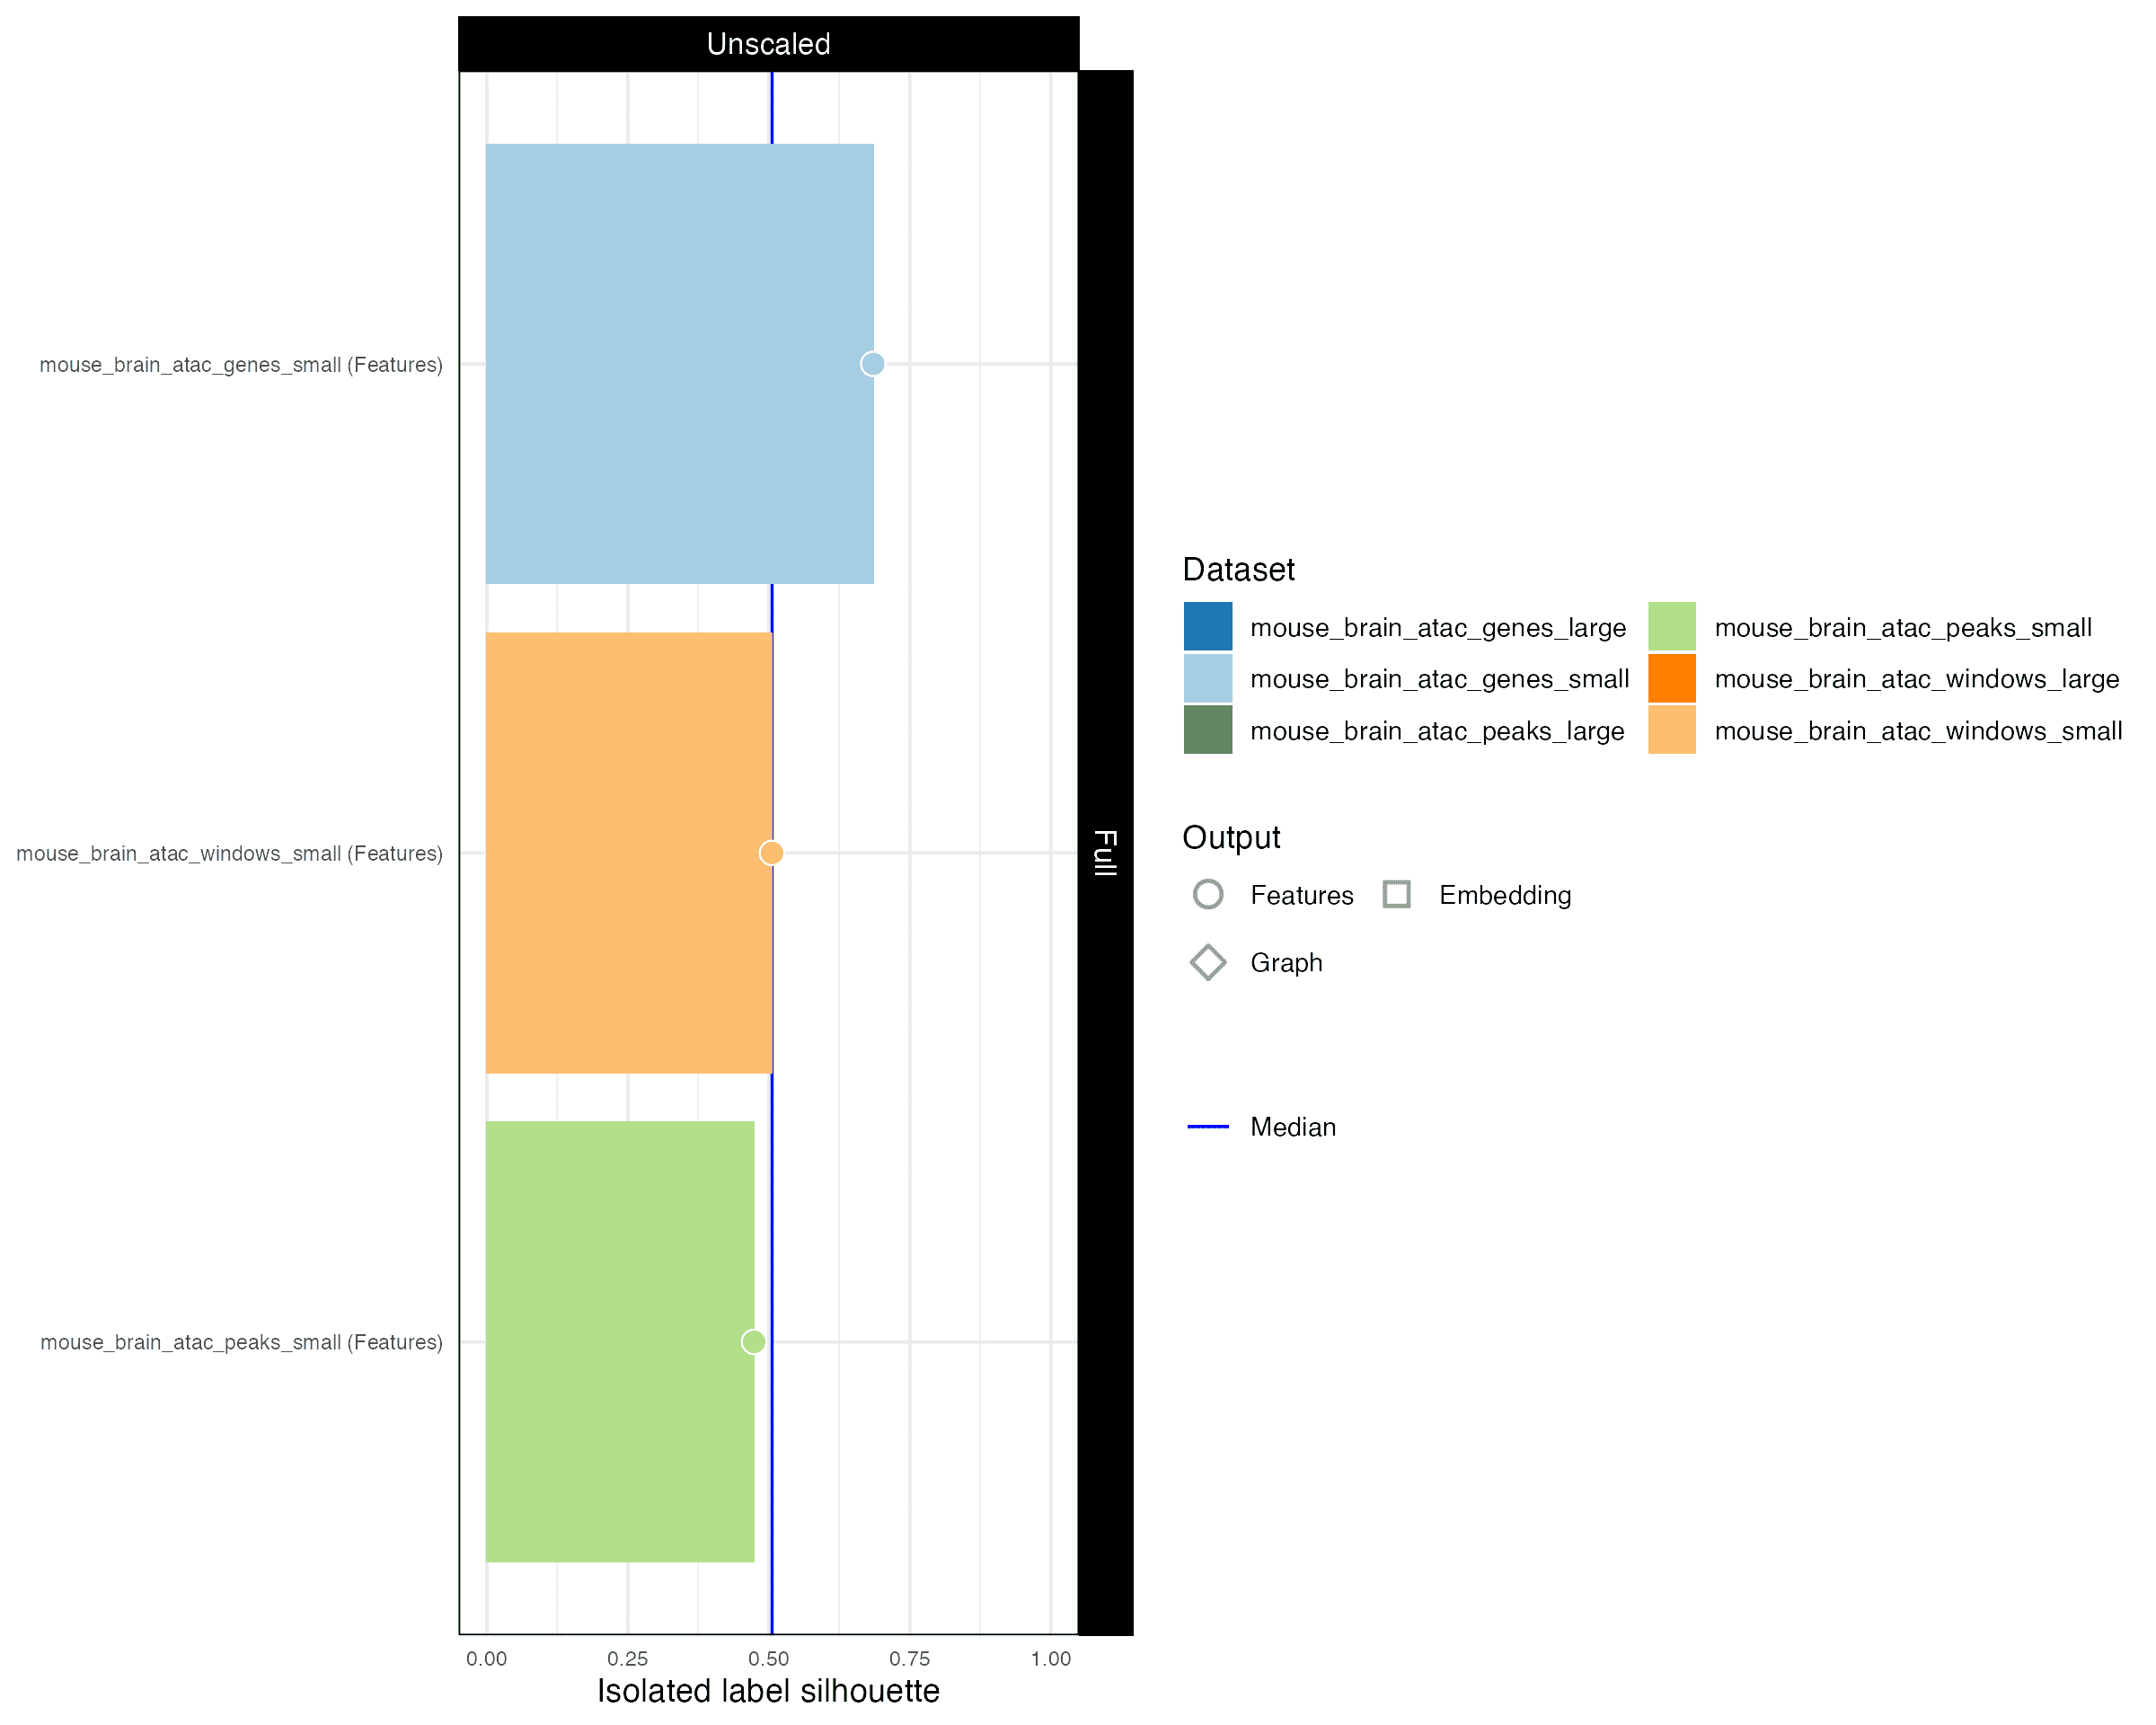 Unscaled
mouse_brain_atac_genes_small (Features)
mouse_brain_atac_windows_small (Features)
mouse_brain_atac_peaks_small (Features)
Full
0.00 0.25 0.50 0.75 1.00
Isolated label silhouette
Dataset
mouse_brain_atac_genes_large mouse_brain_atac_peaks_small
mouse_brain_atac_genes_small mouse_brain_atac_windows_large
mouse_brain_atac_peaks_large mouse_brain_atac_windows_small
Output
Features Embedding
Graph
Median